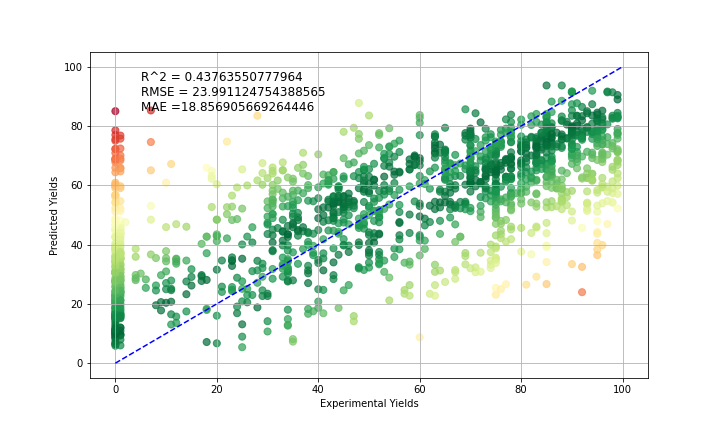 R^2 = 0.43763550777964
RMSE = 23.991124754388565
MAE =18.856905669264446
100
80
60
40
20
0
Predicted Yields
0 20 40 60 80 100
Experimental Yields